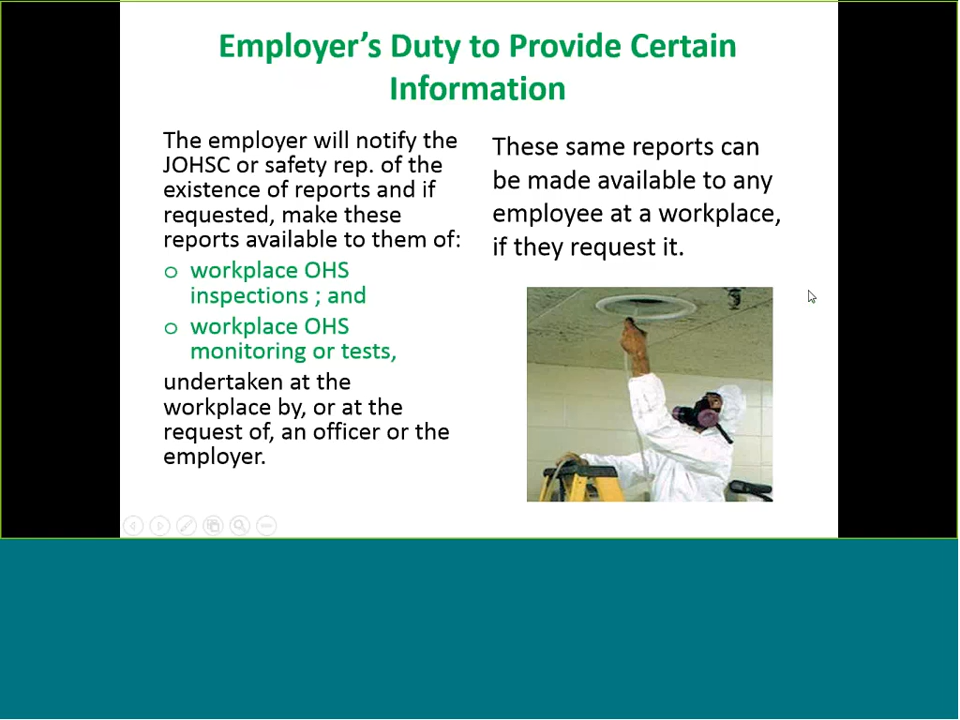 Employer’s Duty to Provide Certain
Information
The employer will notify the
JOHSC or safety rep. of the
existence of reports and if
requested, make these
reports available to them of:
o workplace OHS
inspections ; and
o workplace OHS
monitoring or tests,
undertaken at the
workplace by, or at the
request of, an officer or the
employer.
These same reports can
be made available to any
employee at a workplace,
if they request it.